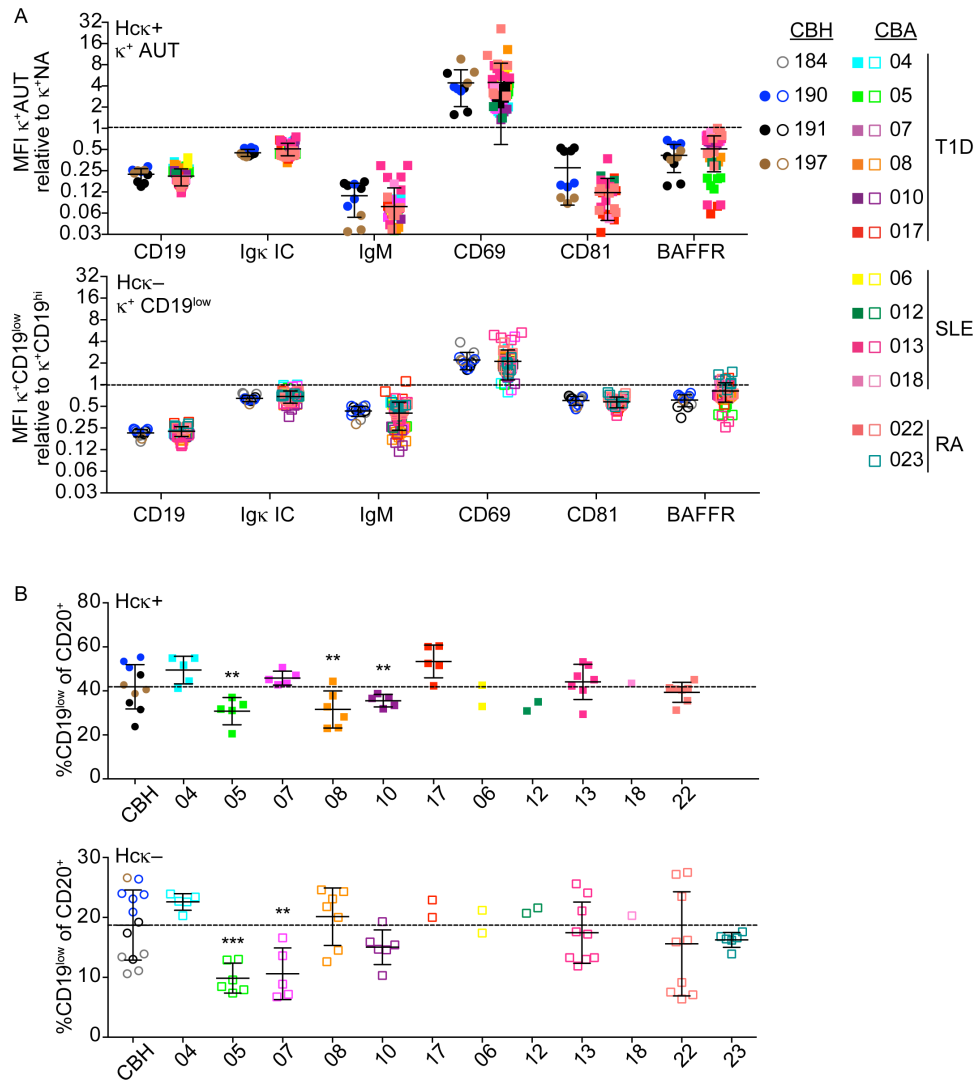 A
Hcκ+
κ⁺ AUT
MFI κ⁺AUT
relative to κ⁺NA
32
16
8
4
2
1
0.5
0.25
0.12
0.06
0.03
CD19 Igκ IC IgM CD69 CD81 BAFFR
Hcκ–
κ⁺ CD19ˡᵒʷ
MFI κ⁺CD19ˡᵒʷ
relative to κ⁺CD19ʰⁱ
32
16
8
4
2
1
0.5
0.25
0.12
0.06
0.03
CD19 Igκ IC IgM CD69 CD81 BAFFR
CBH
184
190
191
197
CBA
04
05
07
08
010
017
T1D
06
012
013
018
SLE
022
023
RA
B
Hcκ+
%CD19ˡᵒʷ of CD20⁺
80
60
40
20
0
** ** **
CBH 04 05 07 08 10 17 06 12 13 18 22
Hcκ–
%CD19ˡᵒʷ of CD20⁺
30
20
10
0
*** **
CBH 04 05 07 08 10 17 06 12 13 18 22 23